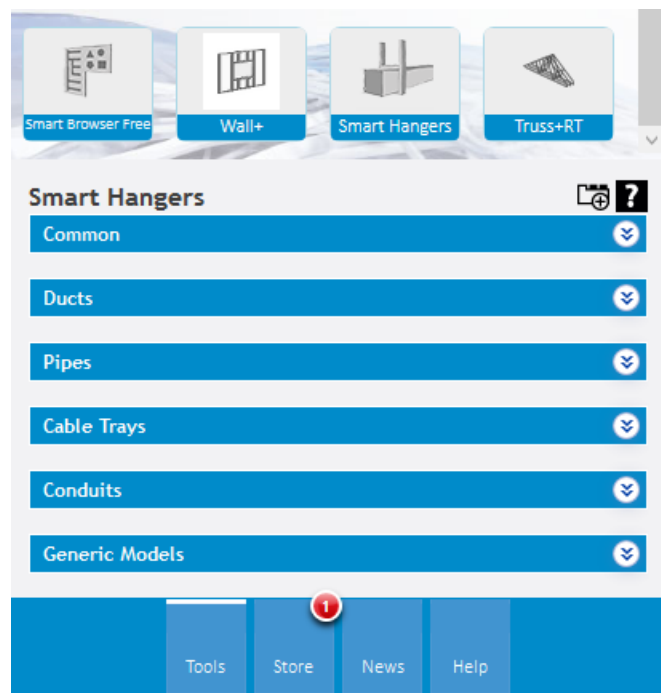 Smart Browser Free
Wall+
Smart Hangers
Truss+RT
Smart Hangers
?
Common
Ducts
Pipes
Cable Trays
Conduits
Generic Models
1
Tools
Store
News
Help